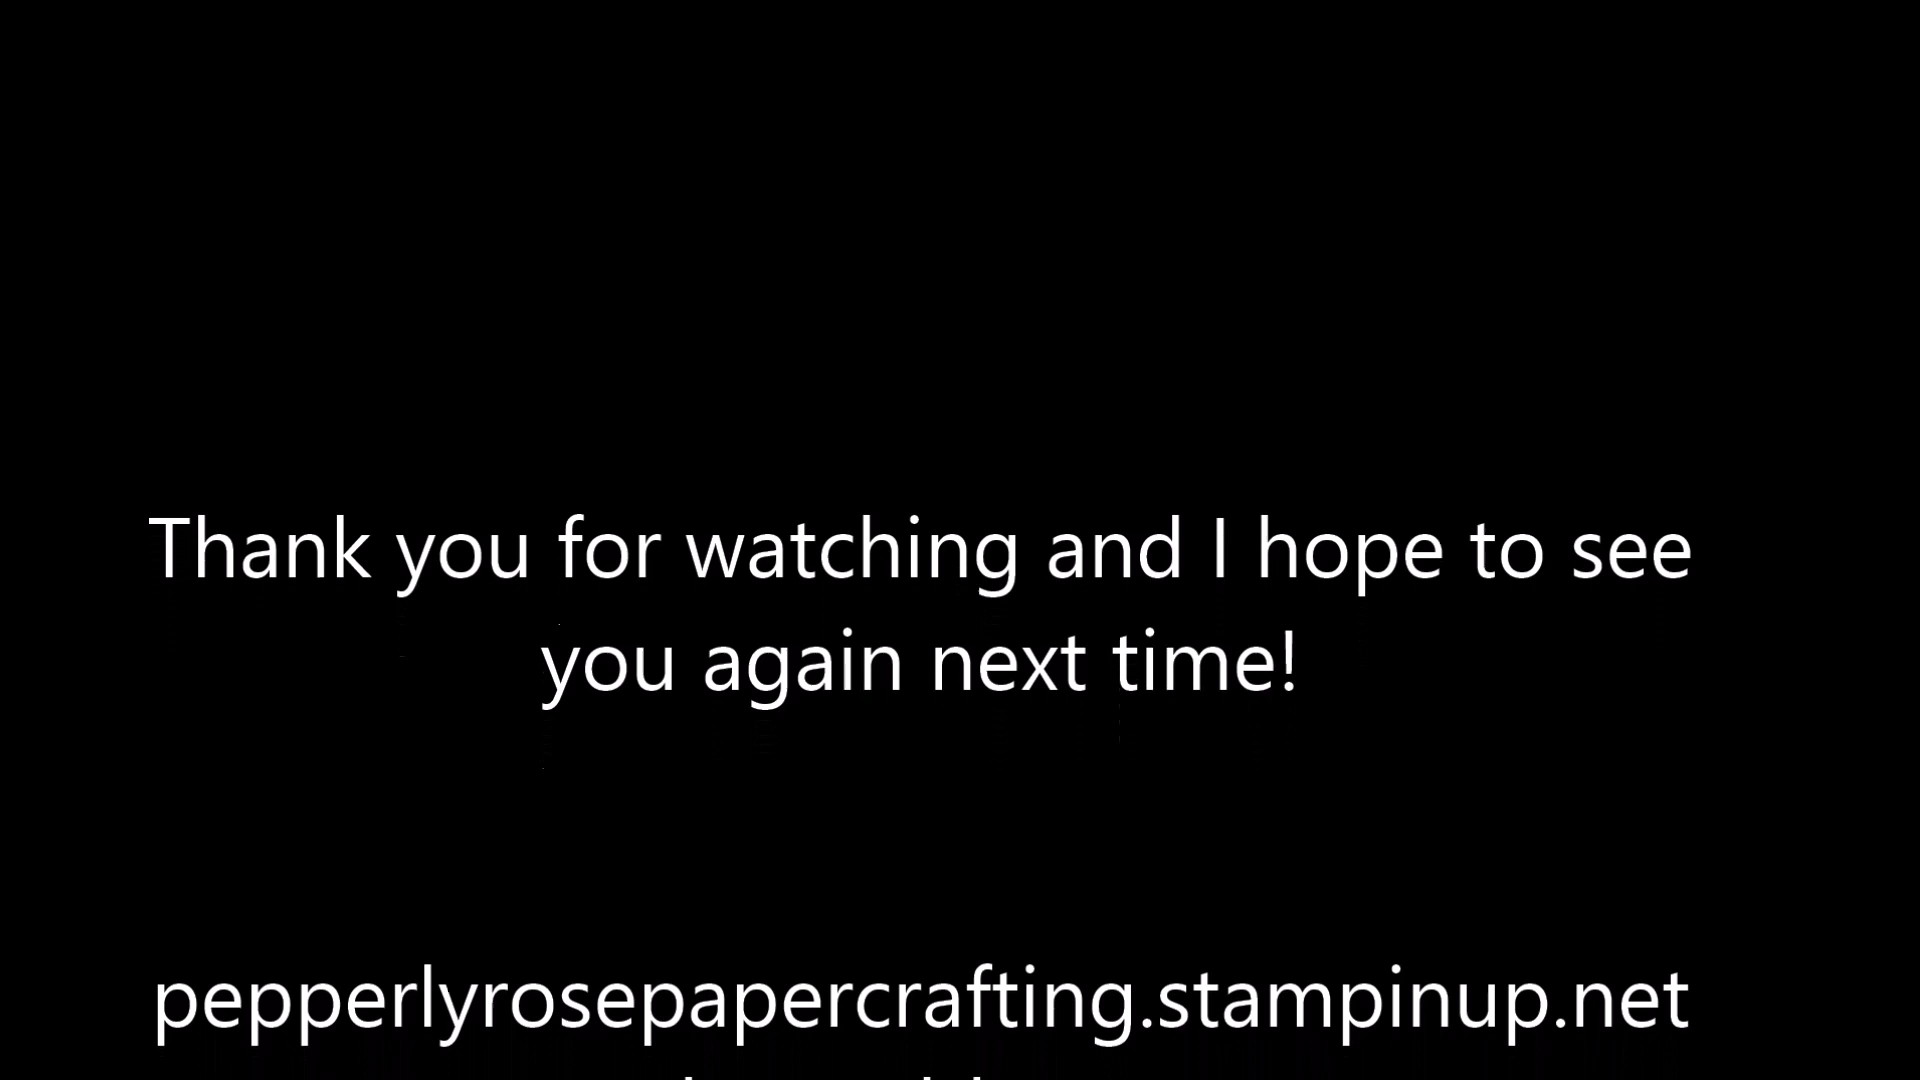 Thank you for watching and I hope to see
you again next time!
pepperlyrosepapercrafting.stampinup.net